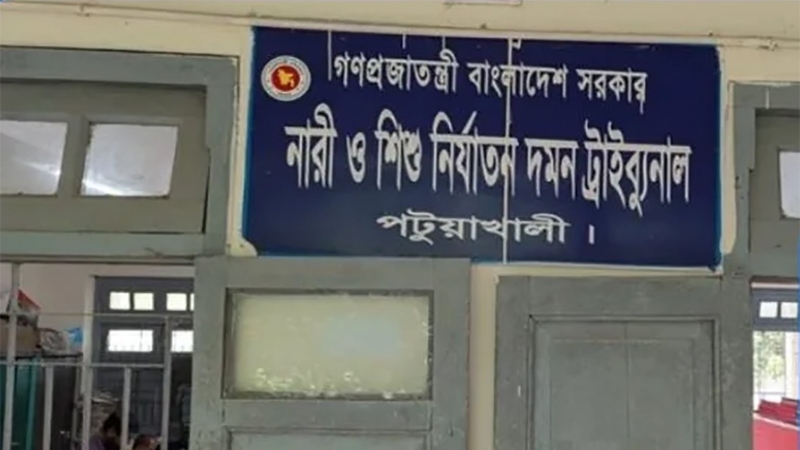 গণপ্রজাতন্ত্রী বাংলাদেশ সরকার
নারী ও শিশু নির্যাতন দমন ট্রাইব্যুনাল
পটুয়াখালী।